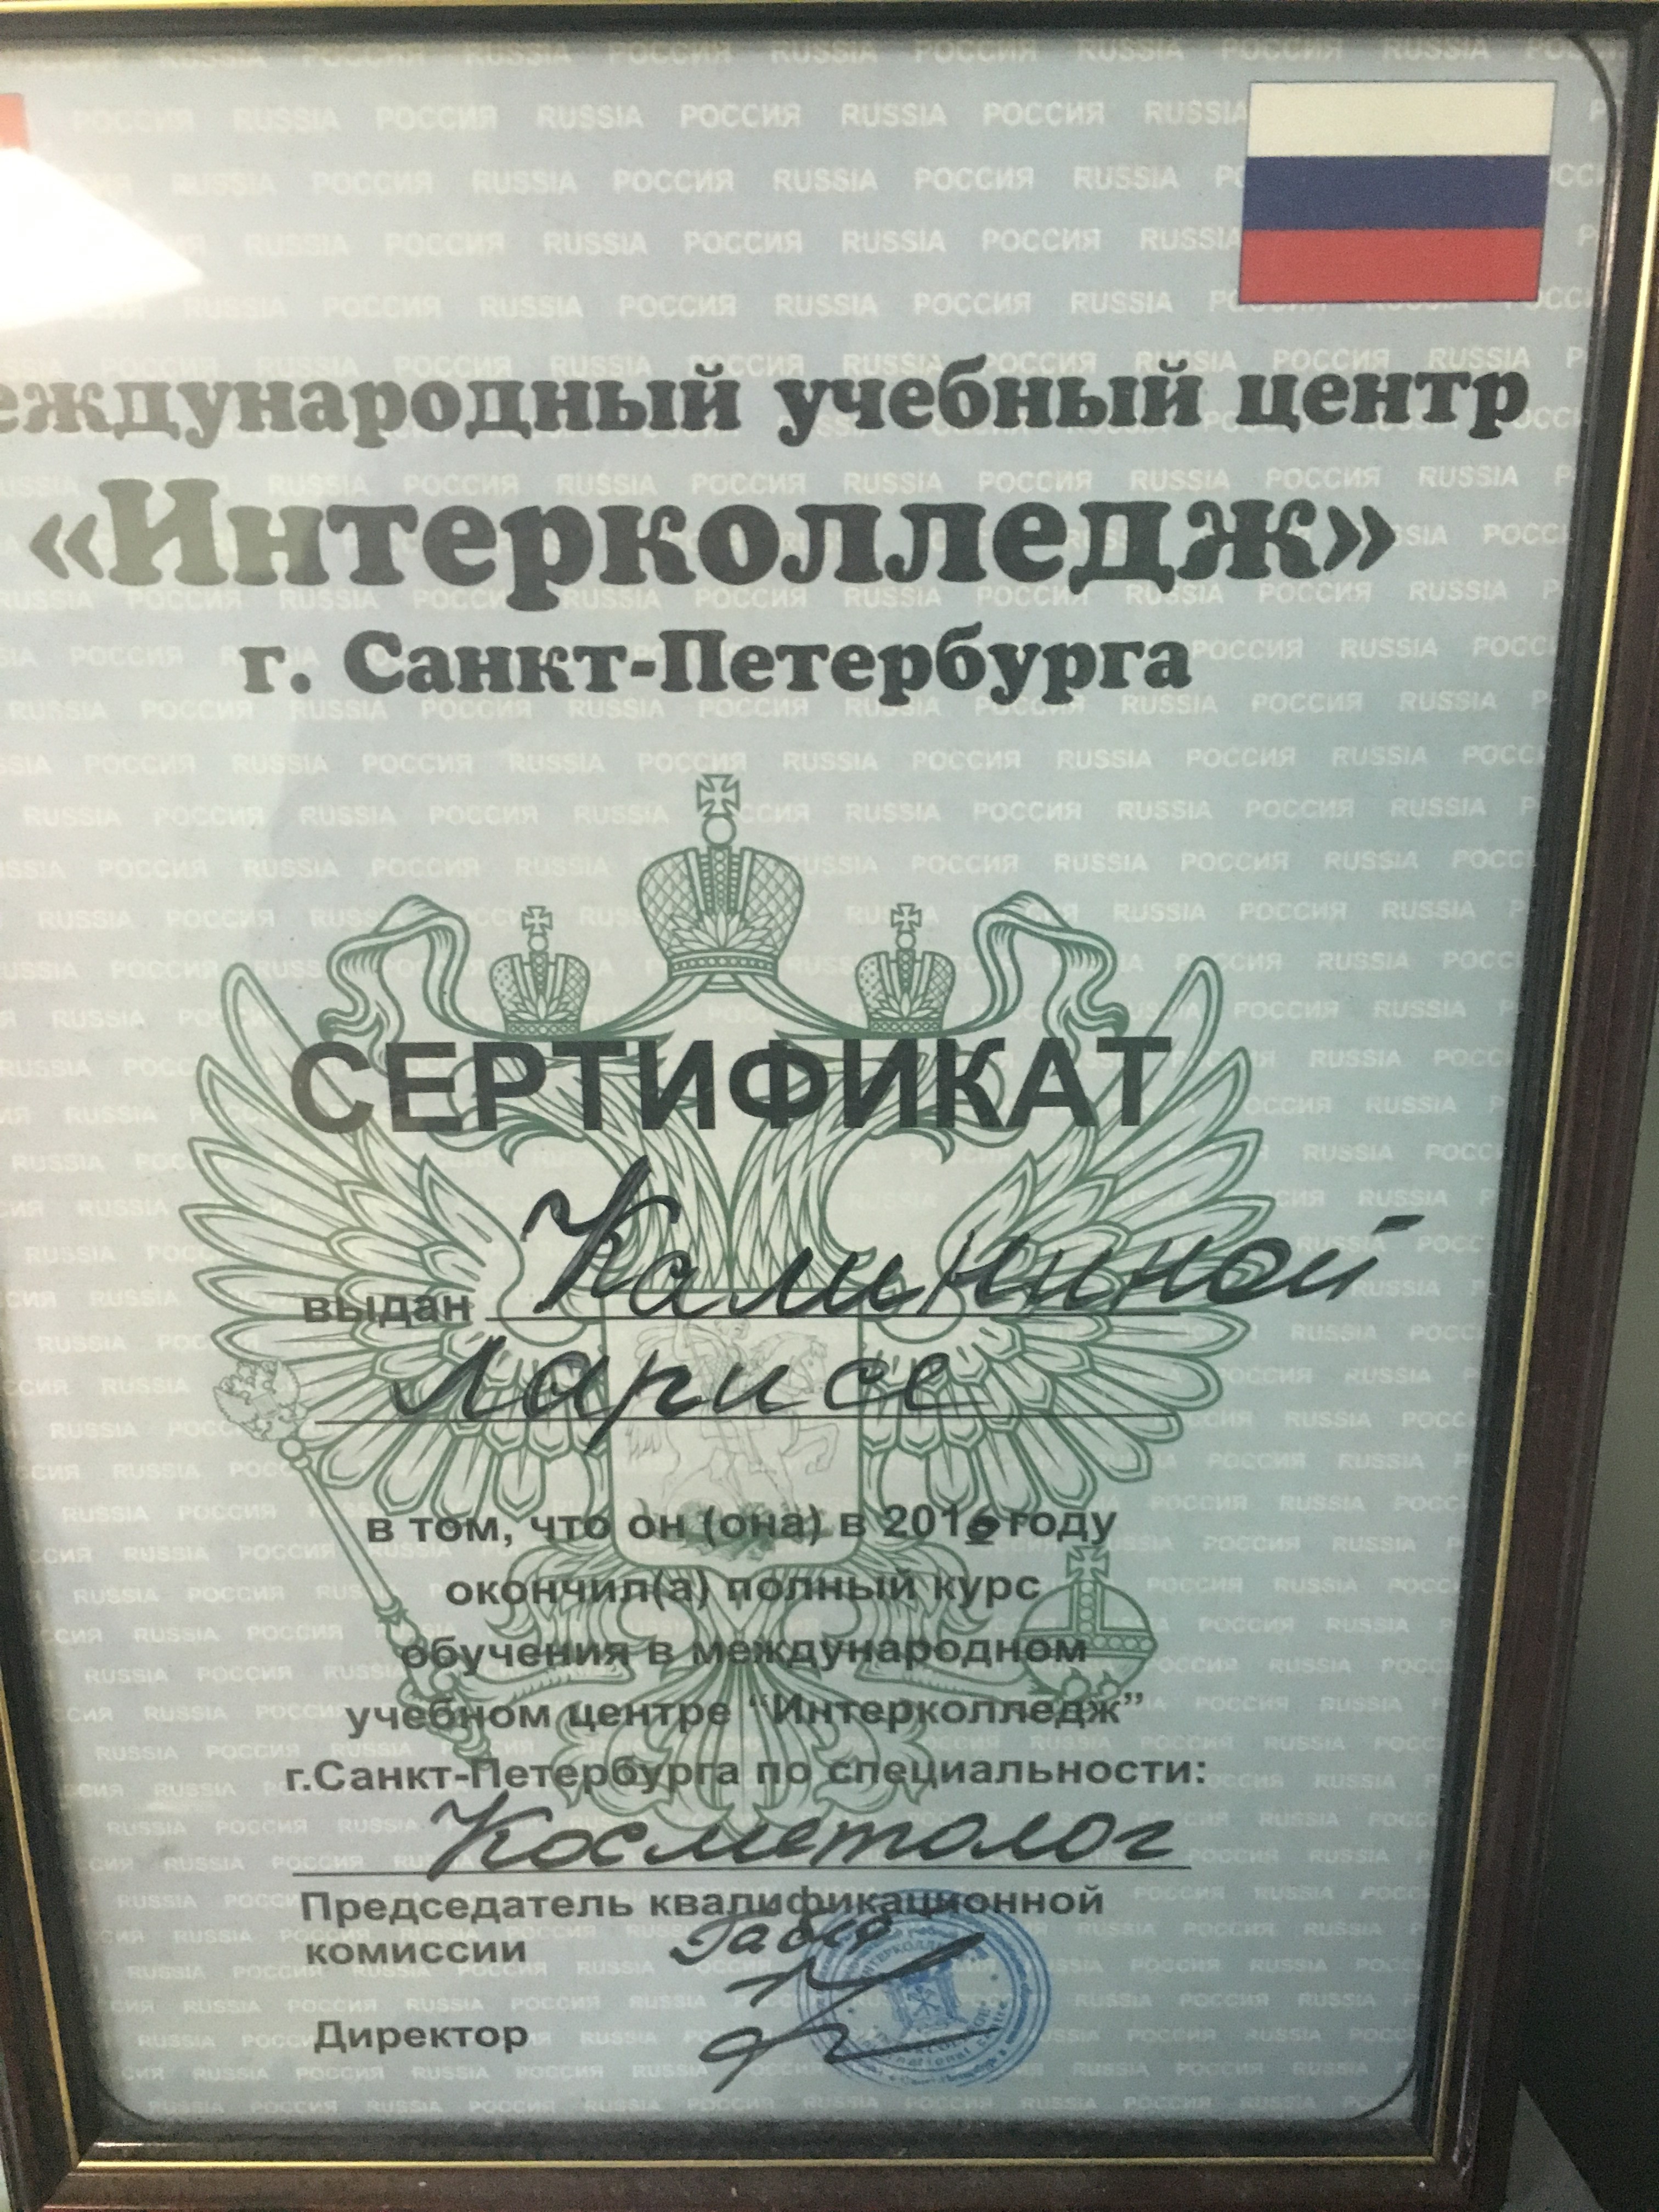 еждународный учебный центр
«Интерколледж»
г. Санкт-Петербурга
СЕРТИФИКАТ
выдан Калининой
Ларисе
в том, что он (она) в 2016 году
окончил(а) полный курс
обучения в международном
учебном центре “Интерколледж”
г.Санкт-Петербурга по специальности:
Косметолог
Председатель квалификационной
комиссии
Директор